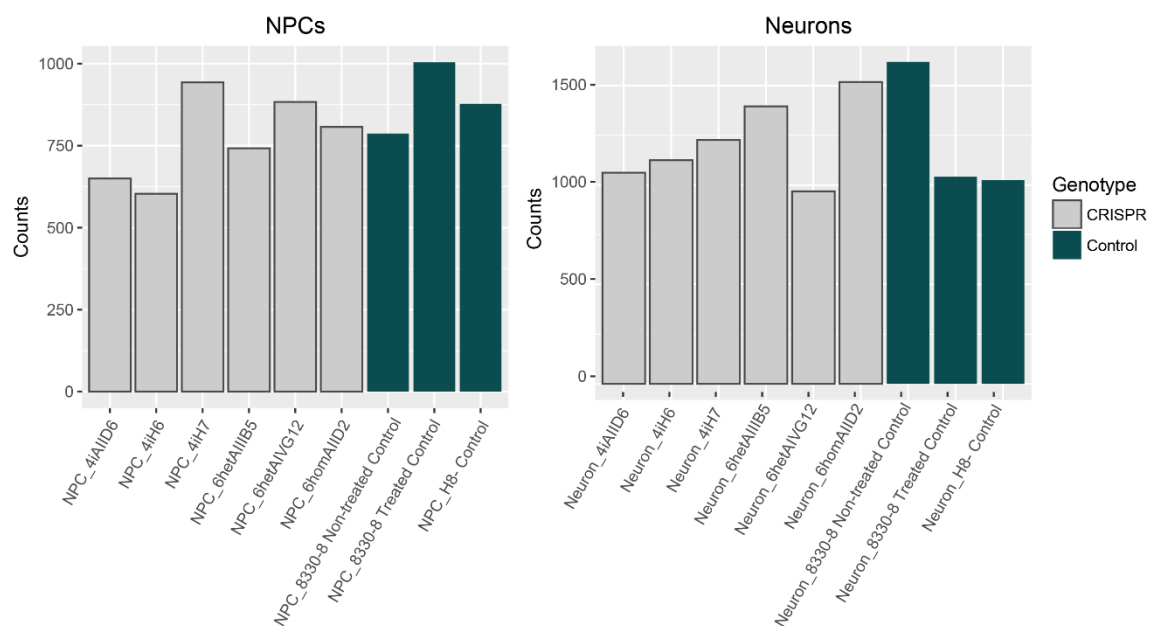 NPCs
Counts
1000
750
500
250
0
NPC_4iAIID6
NPC_4iH6
NPC_4iH7
NPC_6hetAIIIB5
NPC_6hetAIVG12
NPC_6homAIID2
NPC_8330-8 Non-treated Control
NPC_8330-8 Treated Control
NPC_H8- Control
Neurons
Counts
1500
1000
500
0
Neuron_4iAIID6
Neuron_4iH6
Neuron_4iH7
Neuron_6hetAIIIB5
Neuron_6hetAIVG12
Neuron_6homAIID2
Neuron_8330-8 Non-treated Control
Neuron_8330-8 Treated Control
Neuron_H8- Control
Genotype
CRISPR
Control